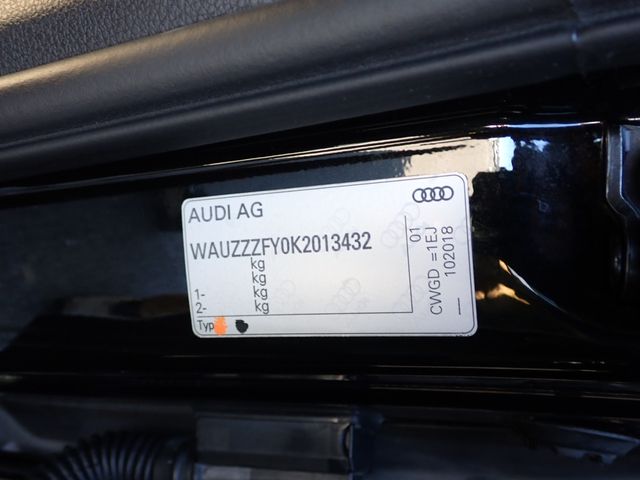 AUDI AG
WAUZZZFY0K2013432
kg
kg
1- kg
2- kg
Typ
01
CWGD =1EJ
102018